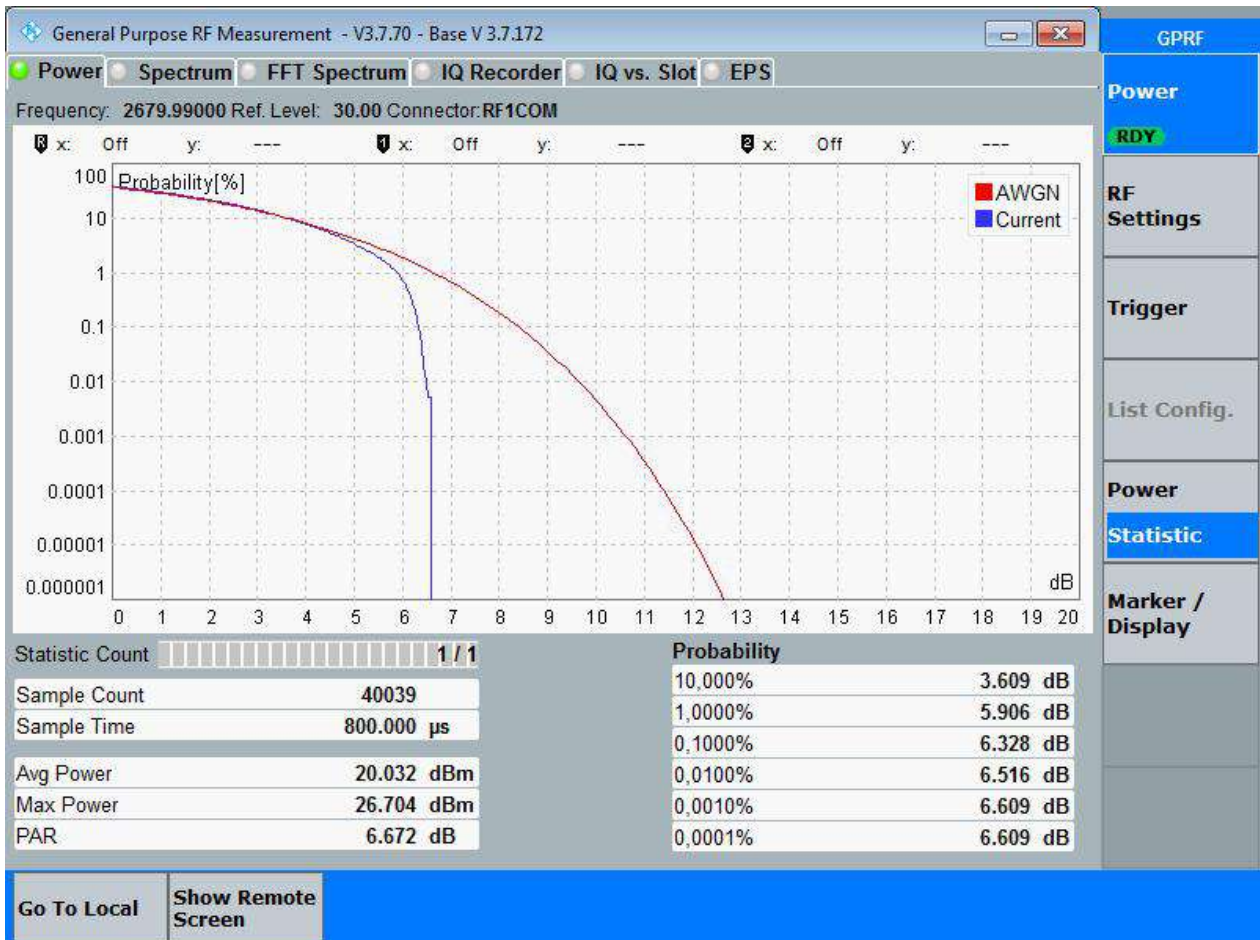 General Purpose RF Measurement - V3.7.70 - Base V 3.7.172
GPRF
Power Spectrum FFT Spectrum IQ Recorder IQ vs. Slot EPS
Frequency: 2679.99000 Ref. Level: 30.00 Connector:RF1COM
R x: Off y: --- 1 x: Off y: --- 2 x: Off y: ---
Probability[%]
AWGN
Current
100
10
1
0.1
0.01
0.001
0.0001
0.00001
0.000001
dB
0 1 2 3 4 5 6 7 8 9 10 11 12 13 14 15 16 17 18 19 20
Statistic Count 1 / 1
Sample Count 40039
Sample Time 800.000 µs
Avg Power 20.032 dBm
Max Power 26.704 dBm
PAR 6.672 dB
Probability
10,000% 3.609 dB
1,0000% 5.906 dB
0,1000% 6.328 dB
0,0100% 6.516 dB
0,0010% 6.609 dB
0,0001% 6.609 dB
Power
RDY
RF
Settings
Trigger
List Config.
Power
Statistic
Marker /
Display
Go To Local
Show Remote
Screen